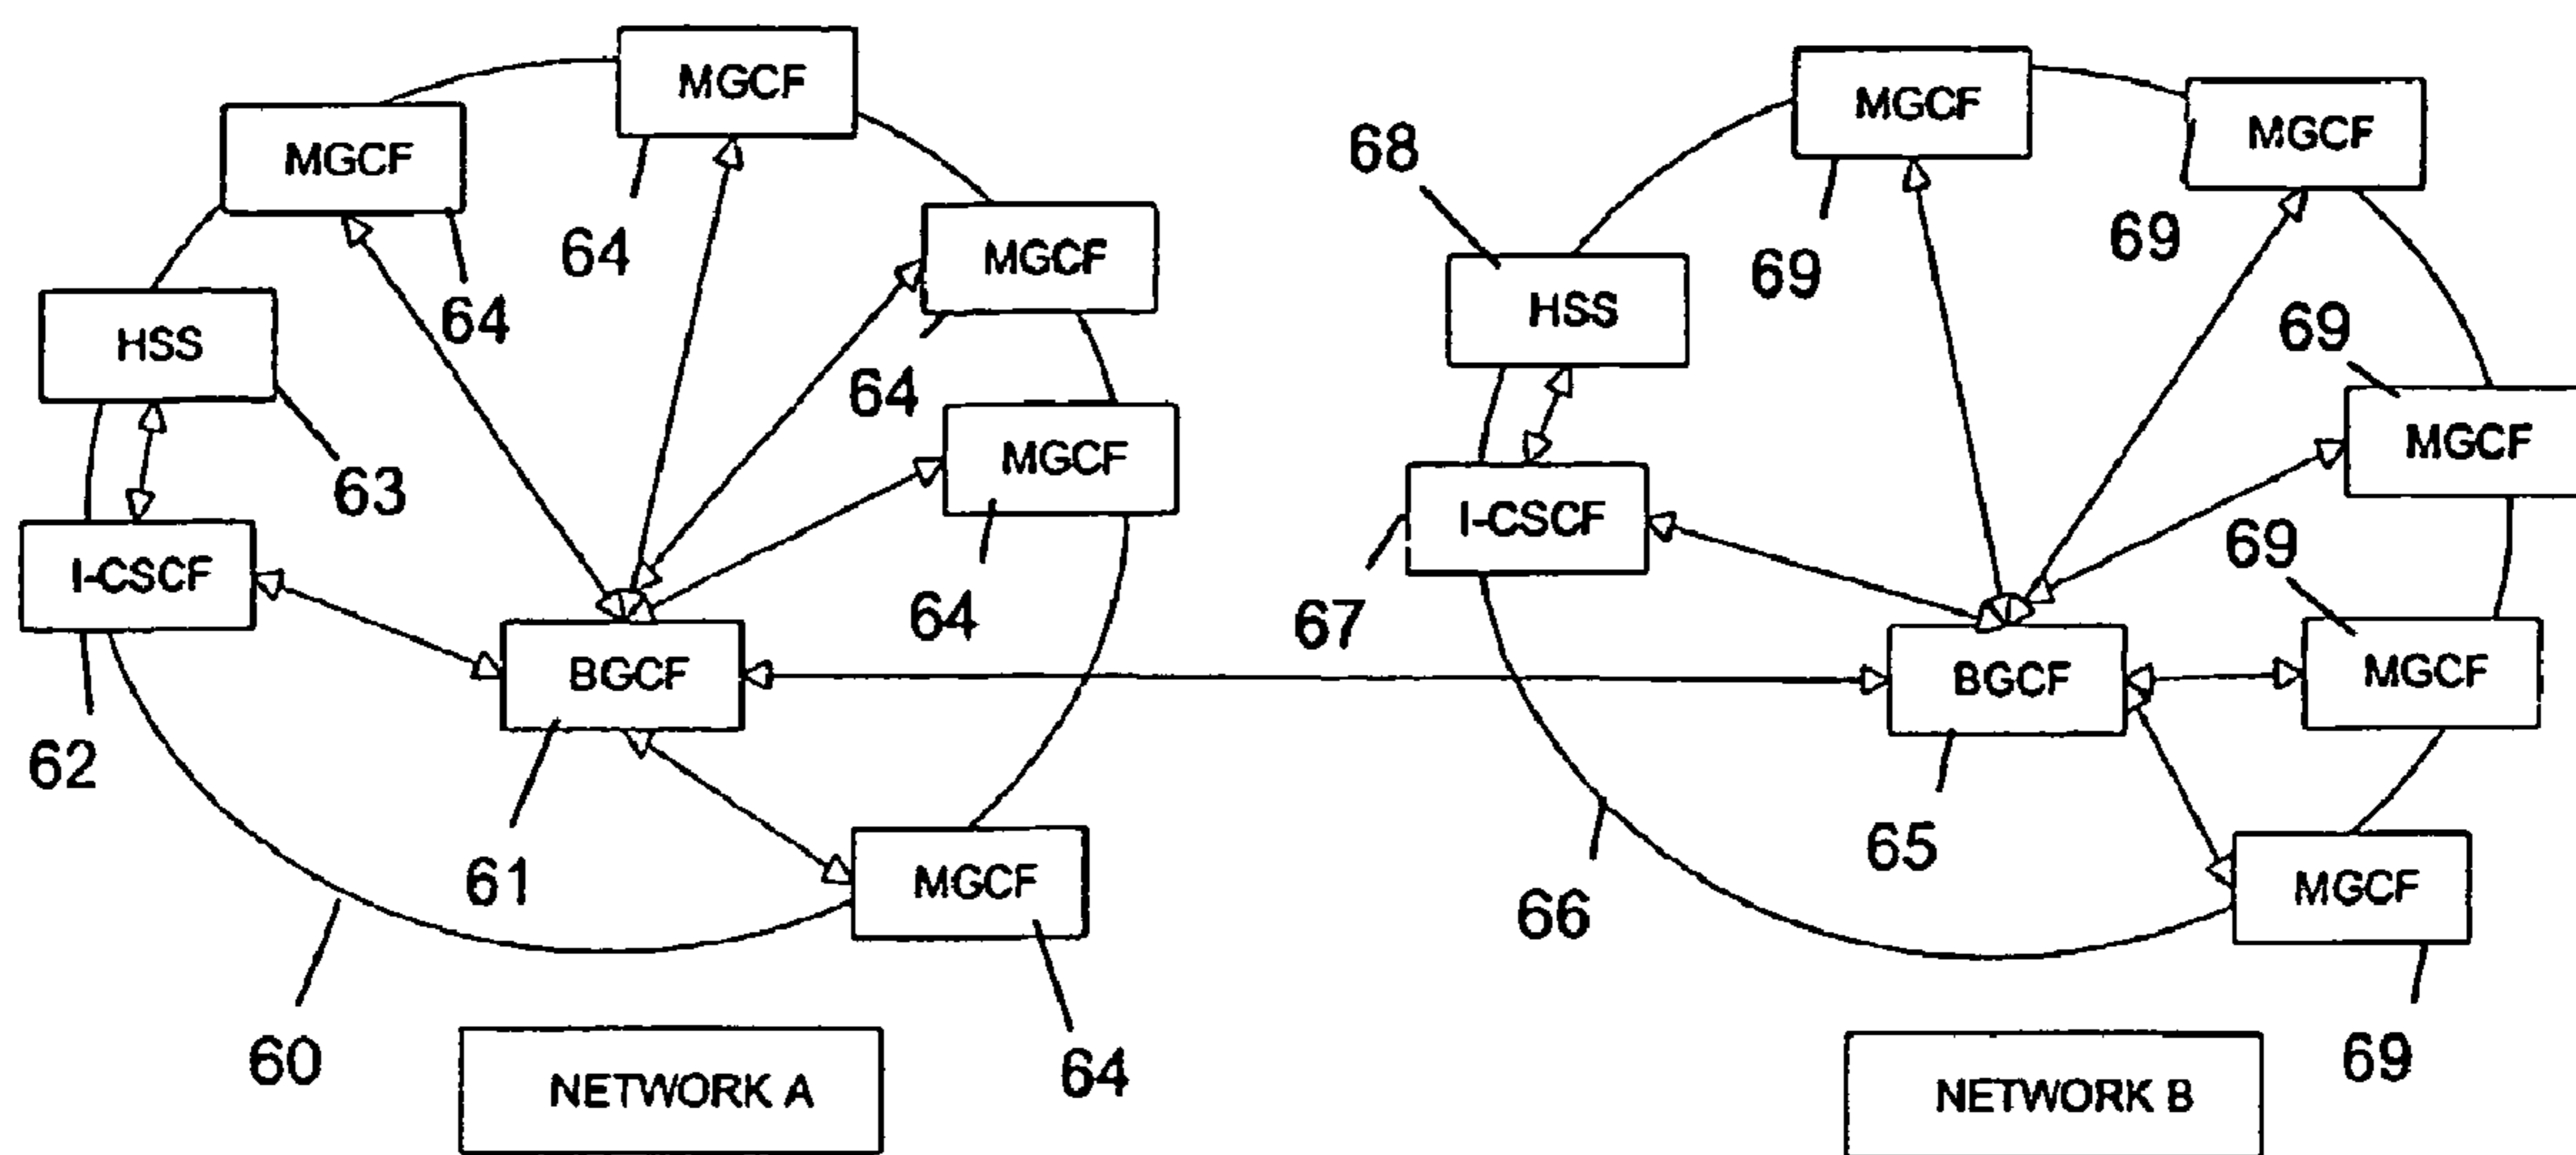 MGCF
MGCF
64
64
MGCF
64
HSS
63
MGCF
64
I-CSCF
62
BGCF
61
MGCF
64
60
NETWORK A
MGCF
69
MGCF
69
68
HSS
69
MGCF
I-CSCF
67
69
MGCF
BGCF
65
66
MGCF
69
NETWORK B